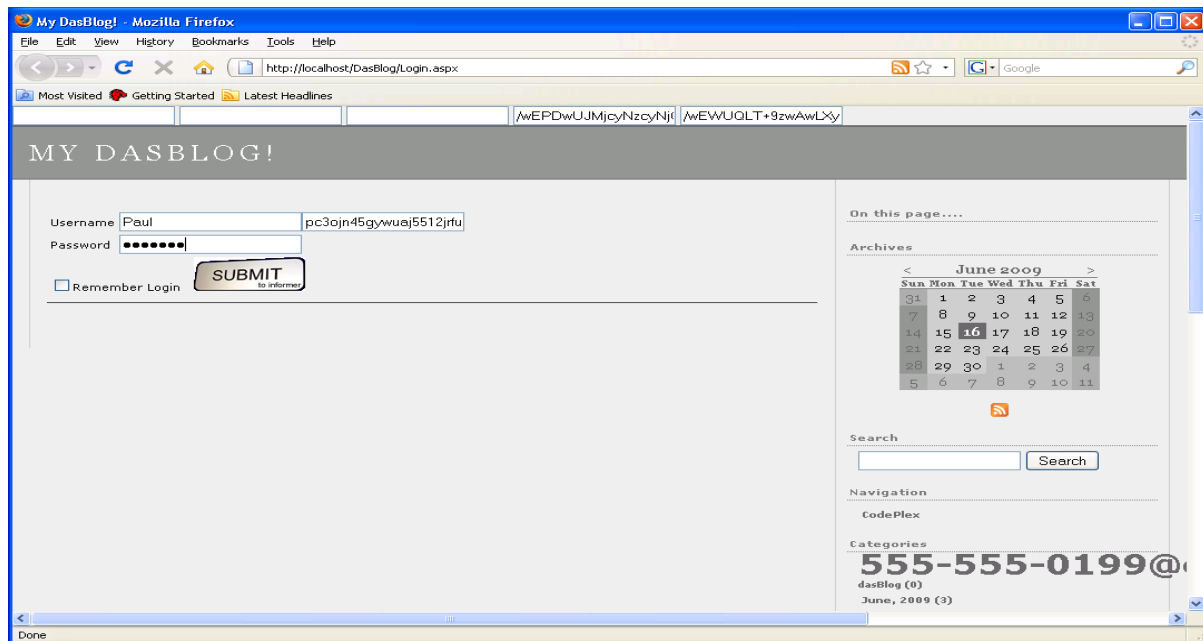 My DasBlog! - Mozilla Firefox
File Edit View History Bookmarks Tools Help
http://localhost/DasBlog/Login.aspx
Google
Most Visited Getting Started Latest Headlines
/wEPDwUJMjcyNzcyNj /wEWUQLT+9zwAwLXy
MY DASBLOG!
Username Paul pc3ojn45gywuaj5512jrfu
Password •••••••
Remember Login SUBMIT
to informer
On this page....
Archives
< June 2009 >
Sun Mon Tue Wed Thu Fri Sat
31 1 2 3 4 5 6
7 8 9 10 11 12 13
14 15 16 17 18 19 20
21 22 23 24 25 26 27
28 29 30 1 2 3 4
5 6 7 8 9 10 11
Search
Search
Navigation
CodePlex
Categories
555-555-0199@
dasBlog (0)
June, 2009 (3)
Done